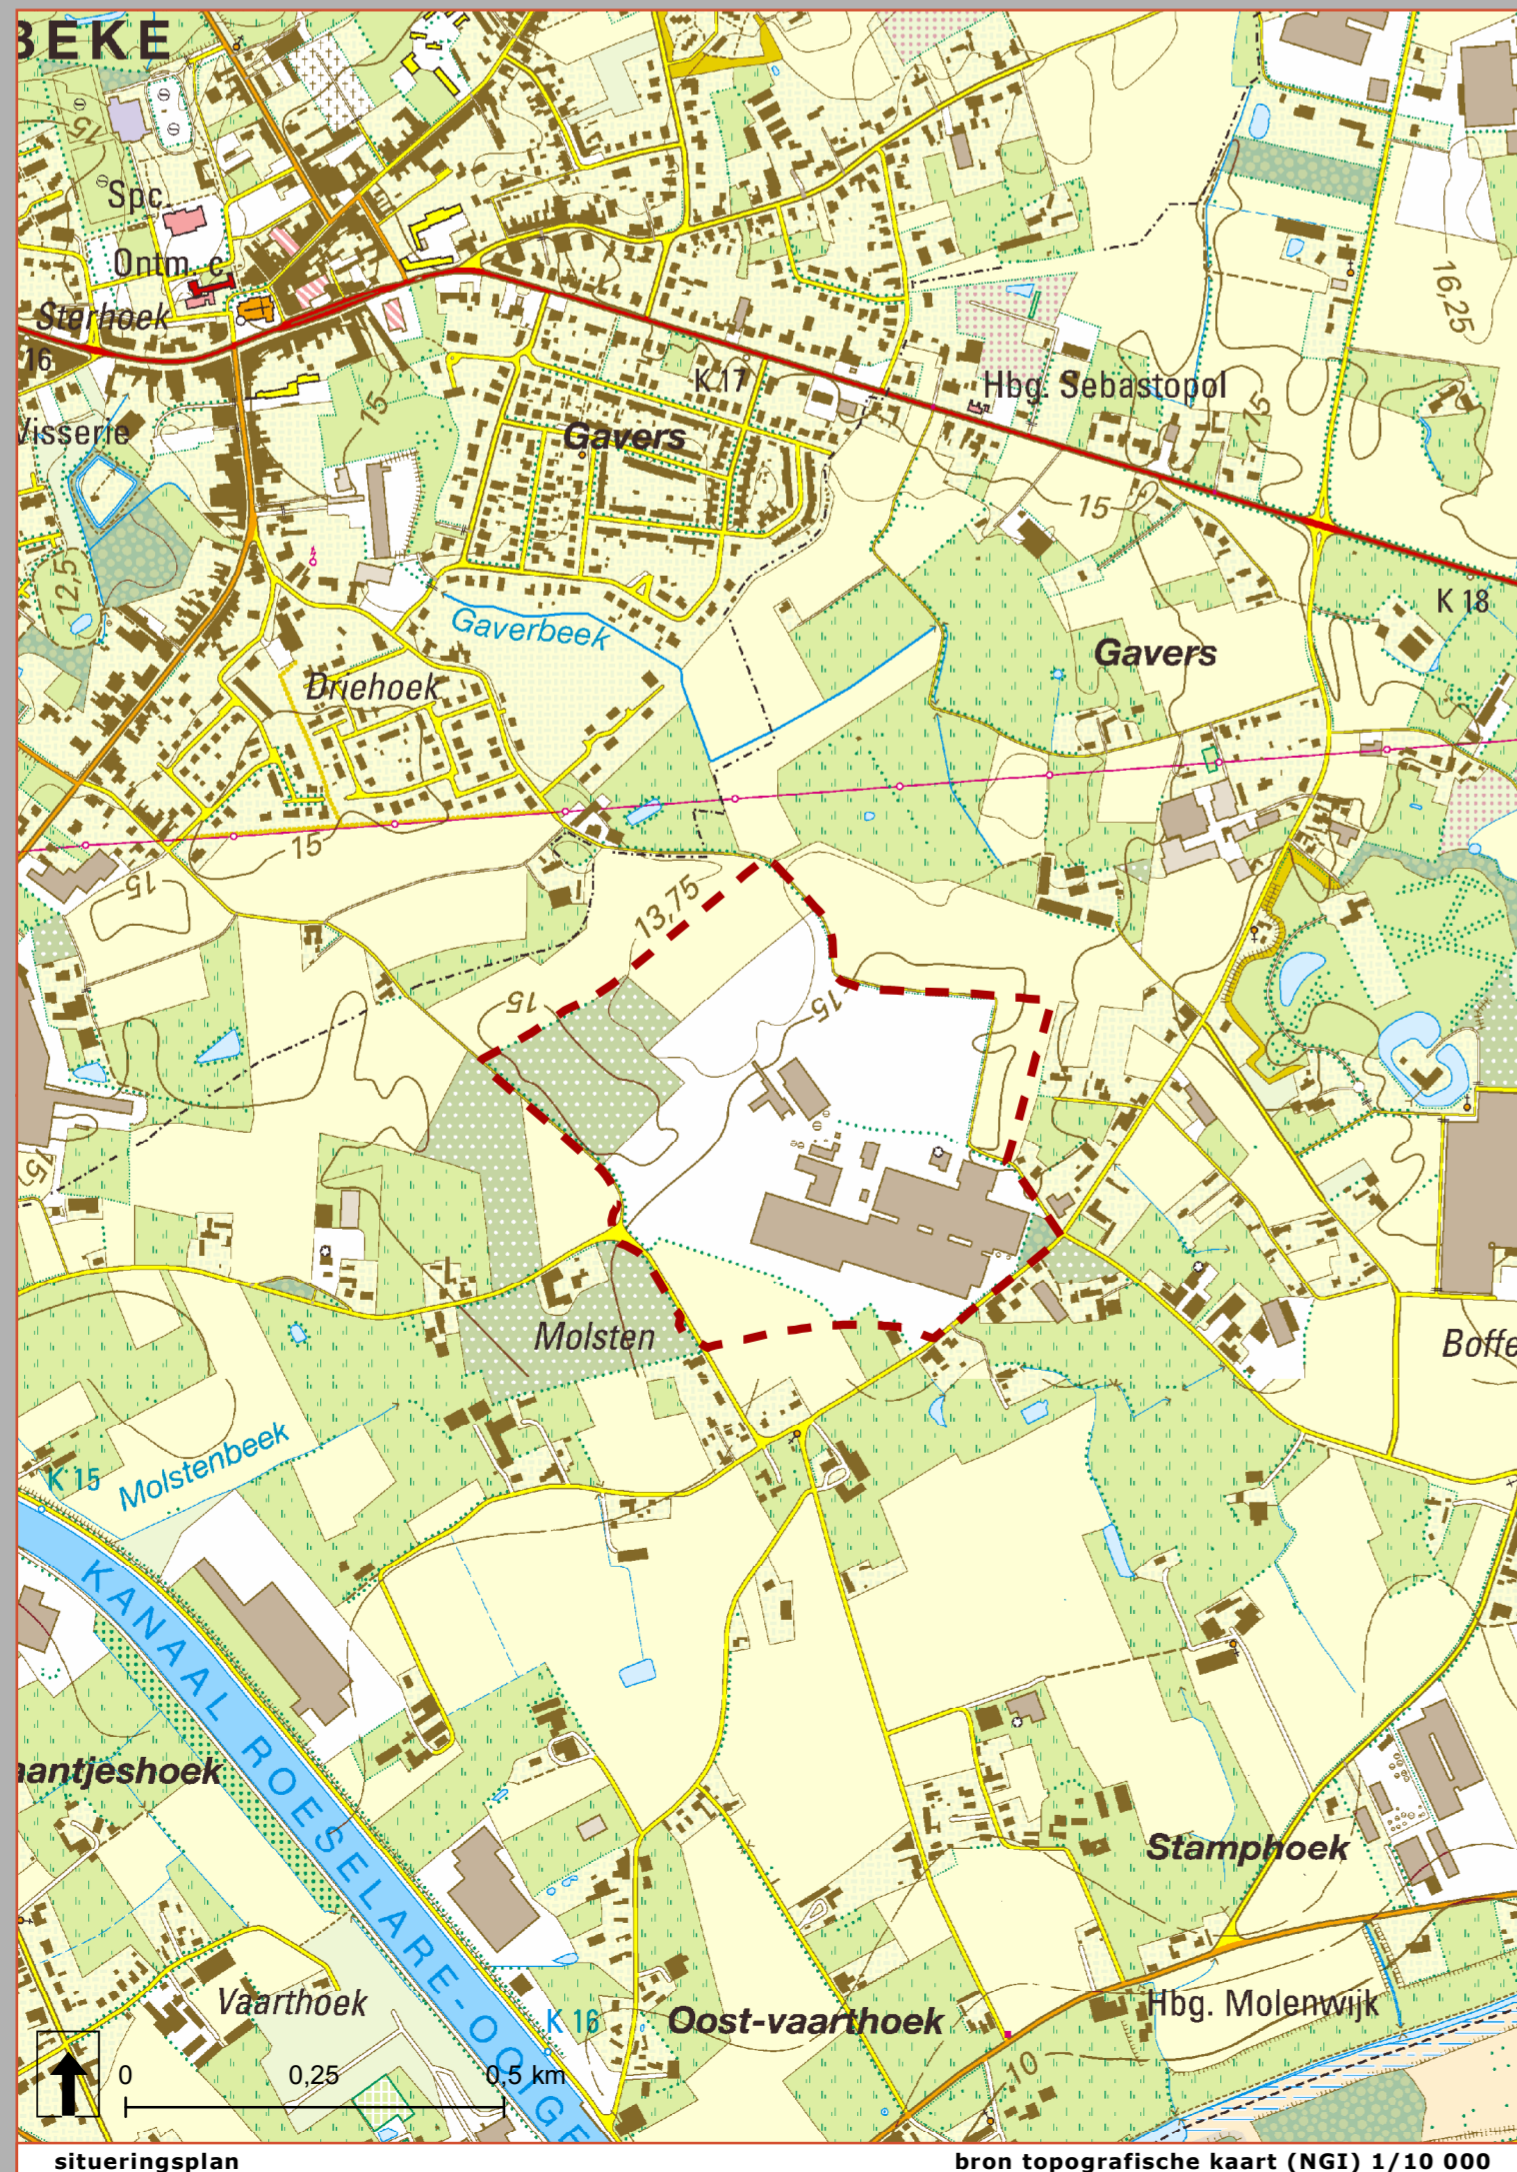 BEKE
15
Spc.
Ontm. c.
Sterhoek
16
K 17
16,25
Hbg. Sebastopol
15
15
Visserie
Gavers
15
12,5
K 18
Gaverbeek
Gavers
Driehoek
15
15
13,75
15
15
15
Molsten
Boffe
Molstenbeek
K 15
KANAAL ROESELARE-OOIGE
aantjeshoek
Stamphoek
Vaarthoek
K 16
Oost-vaarthoek
Hbg. Molenwijk
10
0 0,25 0,5 km
situeringsplan
bron topografische kaart (NGI) 1/10 000